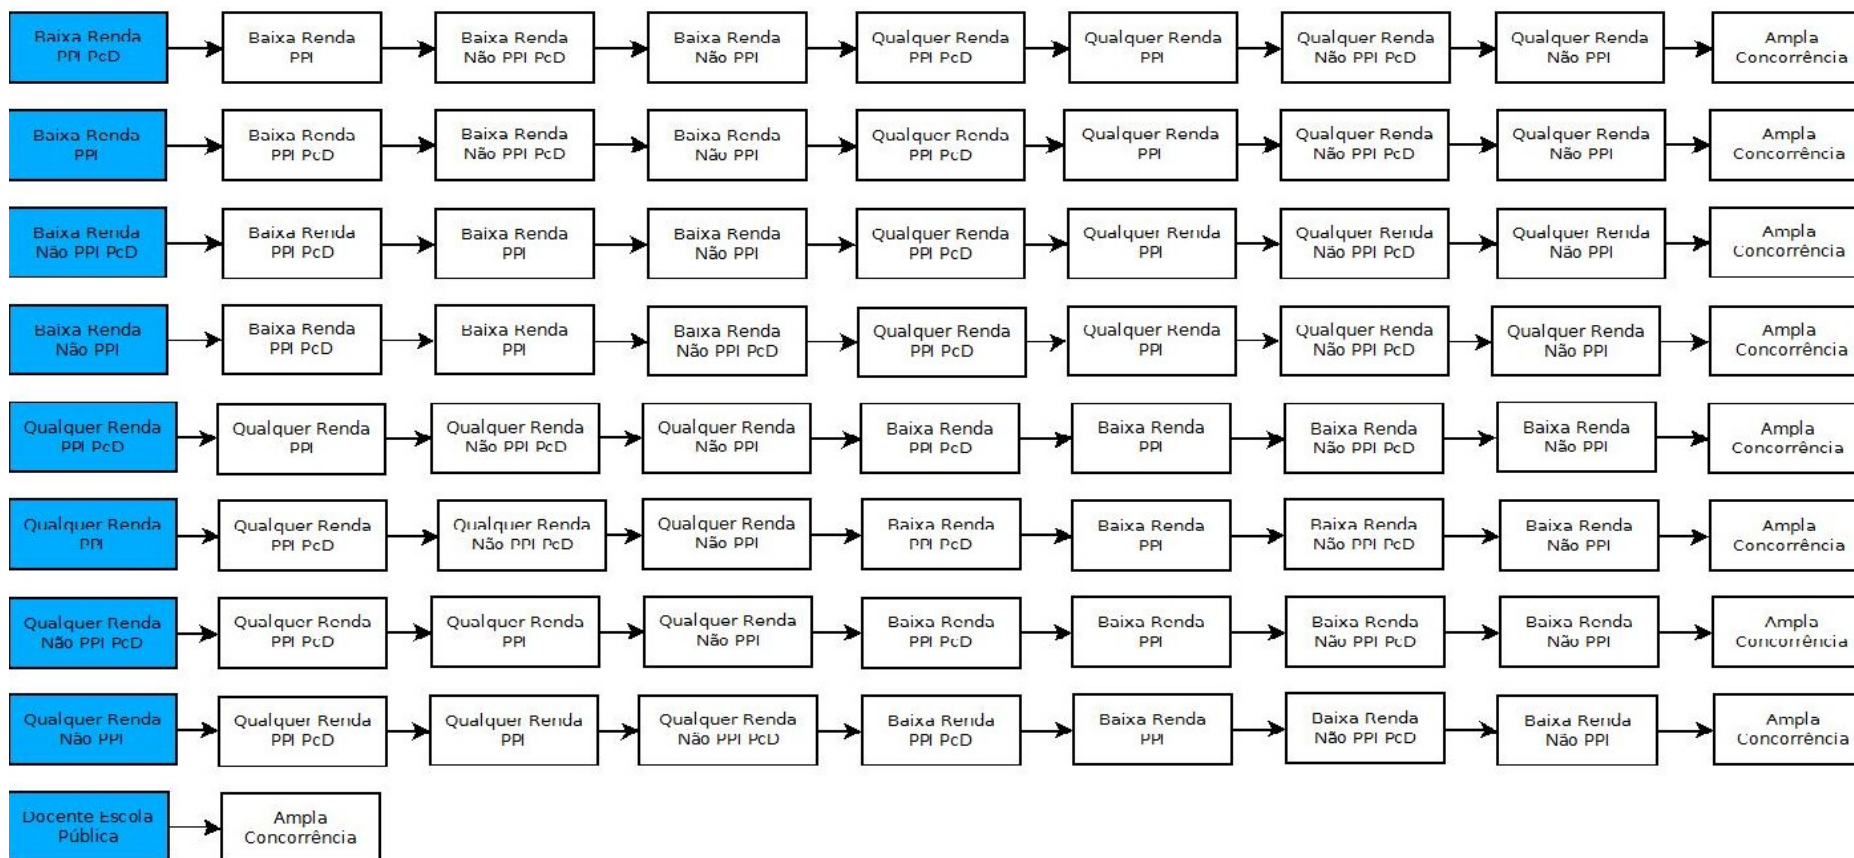 Baixa Renda
PPI PcD
Baixa Renda
PPI
Baixa Renda
Não PPI PcD
Baixa Renda
Não PPI
Qualquer Renda
PPI PcD
Qualquer Renda
PPI
Qualquer Renda
Não PPI PcD
Qualquer Renda
Não PPI
Ampla
Concorrência
Baixa Renda
PPI
Baixa Renda
PPI PcD
Baixa Renda
Não PPI PcD
Baixa Renda
Não PPI
Qualquer Renda
PPI PcD
Qualquer Renda
PPI
Qualquer Renda
Não PPI PcD
Qualquer Renda
Não PPI
Ampla
Concorrência
Baixa Renda
Não PPI PcD
Baixa Renda
PPI PcD
Baixa Renda
PPI
Baixa Renda
Não PPI
Qualquer Renda
PPI PcD
Qualquer Renda
PPI
Qualquer Renda
Não PPI PcD
Qualquer Renda
Não PPI
Ampla
Concorrência
Baixa Renda
Não PPI
Baixa Renda
PPI PcD
Baixa Renda
PPI
Baixa Renda
Não PPI PcD
Qualquer Renda
PPI PcD
Qualquer Renda
PPI
Qualquer Renda
Não PPI PcD
Qualquer Renda
Não PPI
Ampla
Concorrência
Qualquer Renda
PPI PcD
Qualquer Renda
PPI
Qualquer Renda
Não PPI PcD
Qualquer Renda
Não PPI
Baixa Renda
PPI PcD
Baixa Renda
PPI
Baixa Renda
Não PPI PcD
Baixa Renda
Não PPI
Ampla
Concorrência
Qualquer Renda
PPI
Qualquer Renda
PPI PcD
Qualquer Renda
Não PPI PcD
Qualquer Renda
Não PPI
Baixa Renda
PPI PcD
Baixa Renda
PPI
Baixa Renda
Não PPI PcD
Baixa Renda
Não PPI
Ampla
Concorrência
Qualquer Renda
Não PPI PcD
Qualquer Renda
PPI PcD
Qualquer Renda
PPI
Qualquer Renda
Não PPI
Baixa Renda
PPI PcD
Baixa Renda
PPI
Baixa Renda
Não PPI PcD
Baixa Renda
Não PPI
Ampla
Concorrência
Qualquer Renda
Não PPI
Qualquer Renda
PPI PcD
Qualquer Renda
PPI
Qualquer Renda
Não PPI PcD
Baixa Renda
PPI PcD
Baixa Renda
PPI
Baixa Renda
Não PPI PcD
Baixa Renda
Não PPI
Ampla
Concorrência
Docente Escola
Pública
Ampla
Concorrência